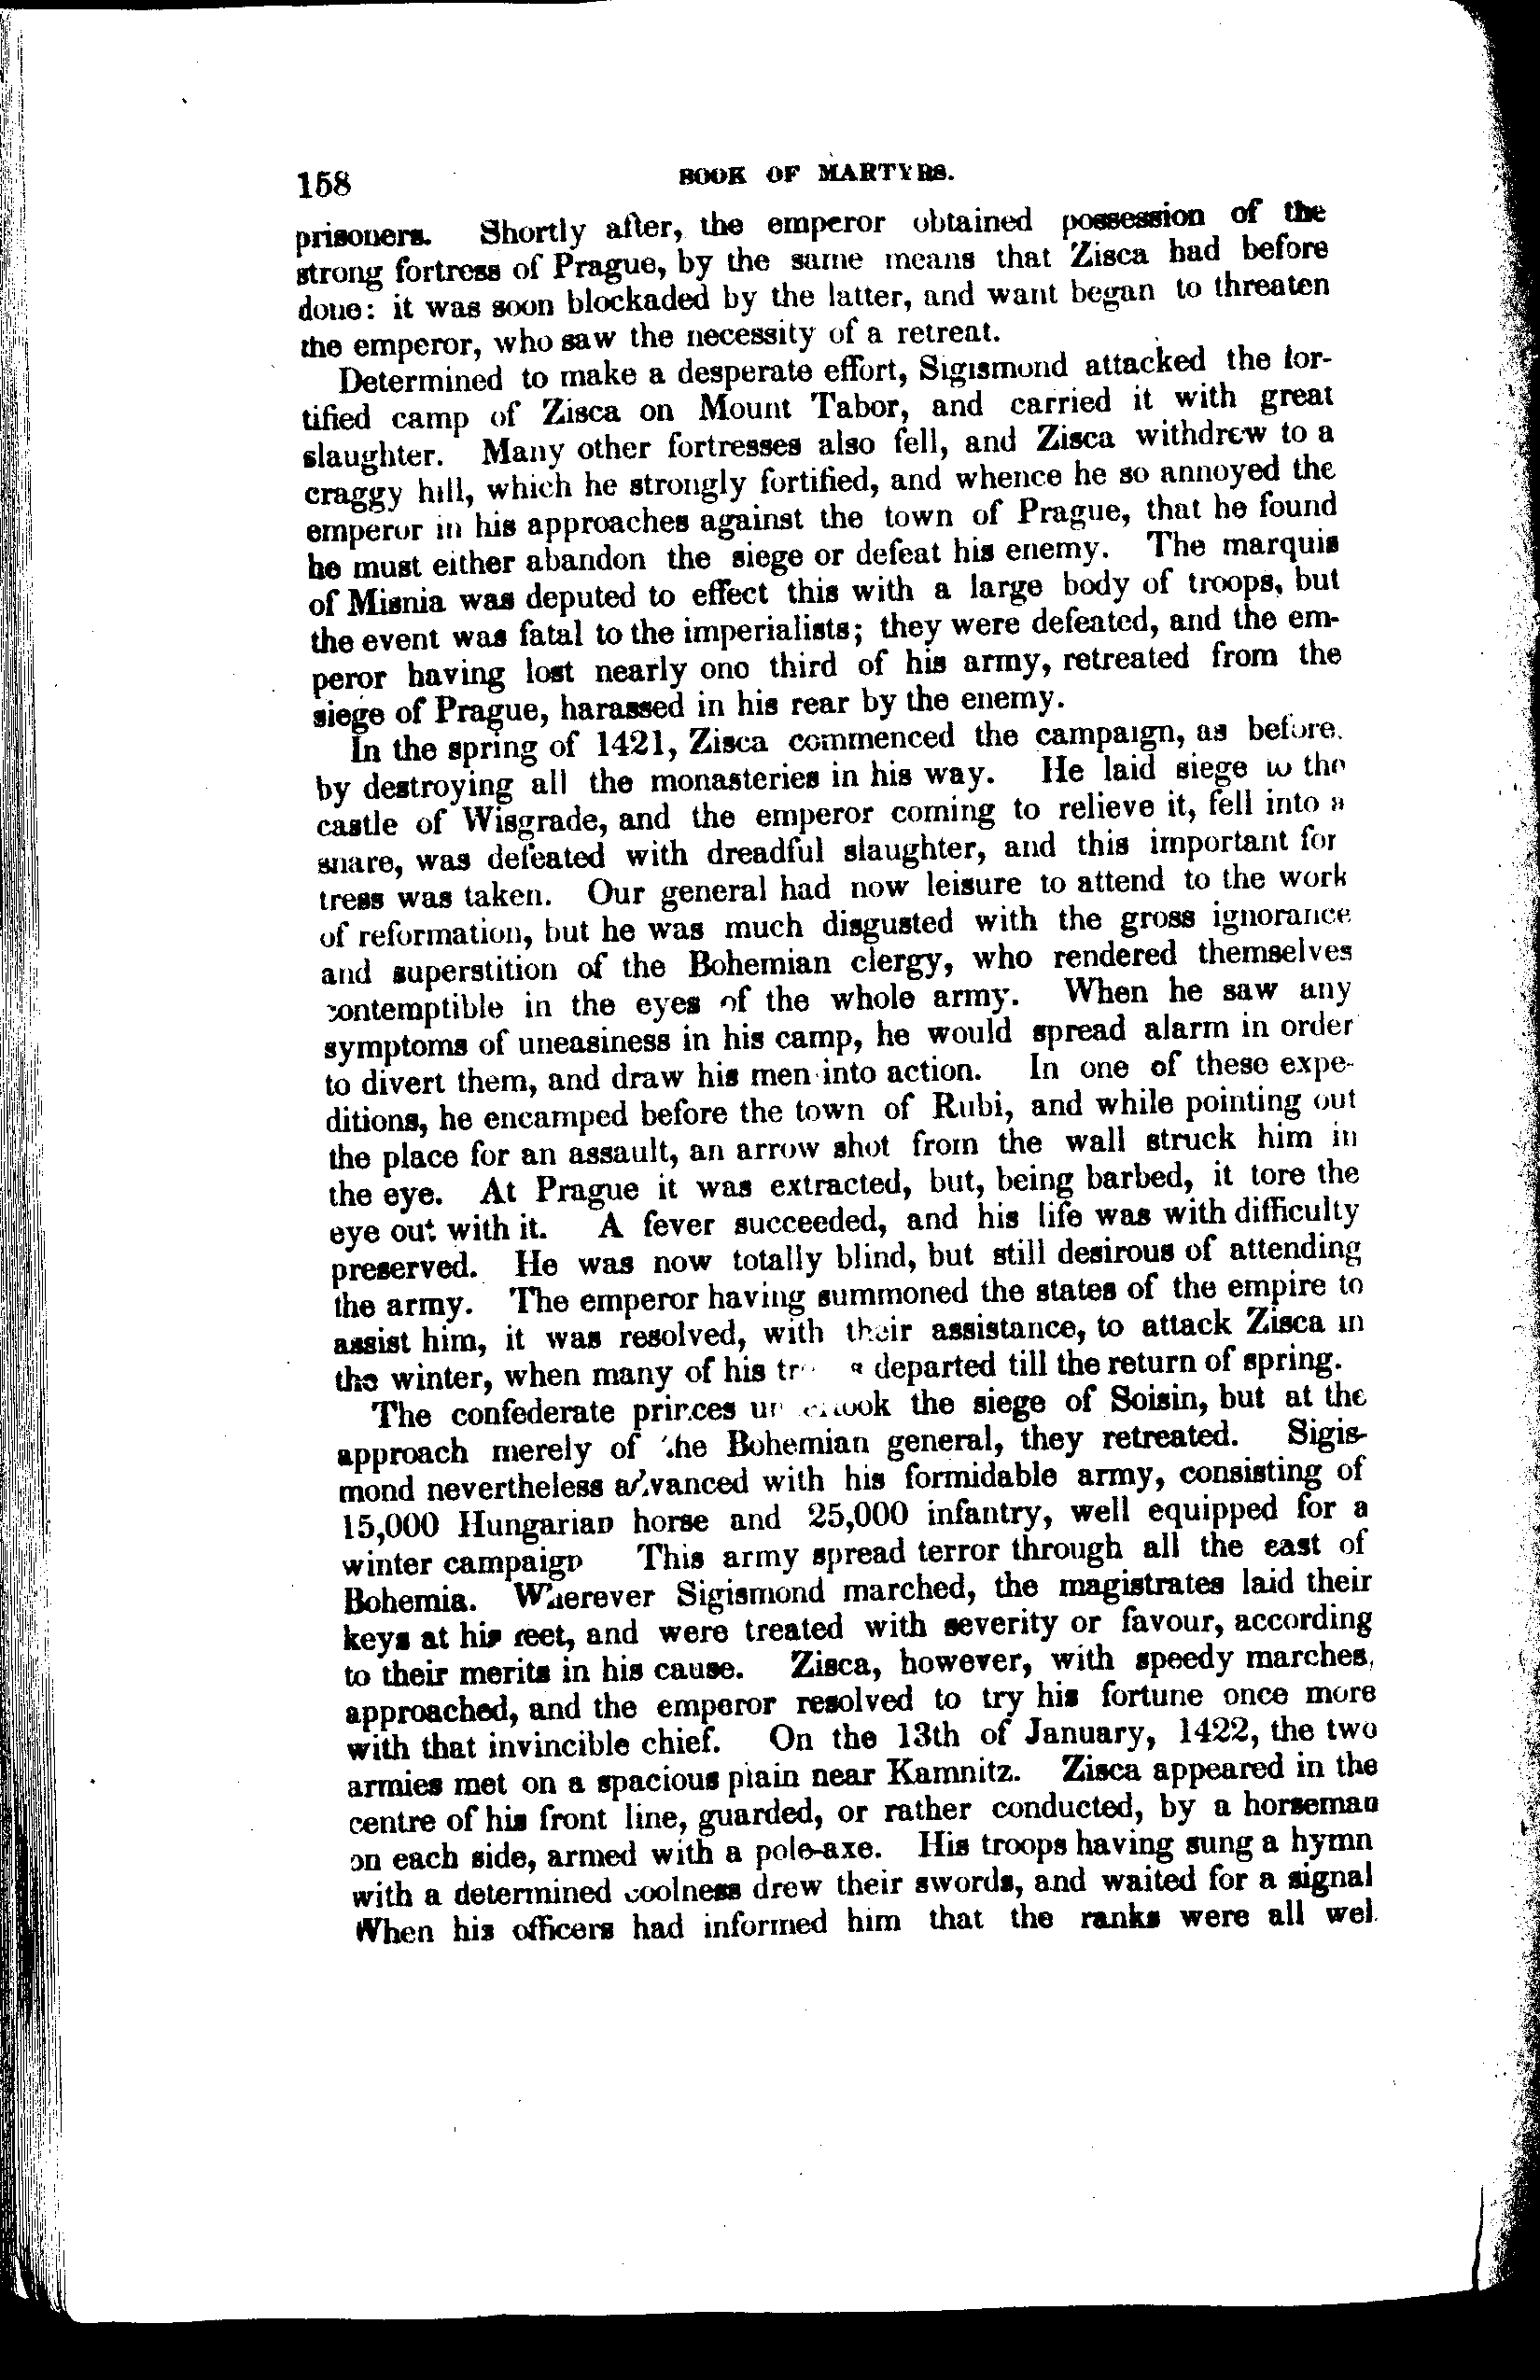 158 BOOK OF MARTYRS.
prisoners. Shortly after, the emperor obtained possession of the
strong fortress of Prague, by the same means that Zisca had before
done: it was soon blockaded by the latter, and want began to threaten
the emperor, who saw the necessity of a retreat.
Determined to make a desperate effort, Sigismond attacked the for-
tified camp of Zisca on Mount Tabor, and carried it with great
slaughter. Many other fortresses also fell, and Zisca withdrew to a
craggy hill, which he strongly fortified, and whence he so annoyed the
emperor in his approaches against the town of Prague, that he found
he must either abandon the siege or defeat his enemy. The marquis
of Misnia was deputed to effect this with a large body of troops, but
the event was fatal to the imperialists; they were defeated, and the em-
peror having lost nearly one third of his army, retreated from the
siege of Prague, harassed in his rear by the enemy.
In the spring of 1421, Zisca commenced the campaign, as before,
by destroying all the monasteries in his way. He laid siege to the
castle of Wisgrade, and the emperor coming to relieve it, fell into a
snare, was defeated with dreadful slaughter, and this important for
tress was taken. Our general had now leisure to attend to the work
of reformation, but he was much disgusted with the gross ignorance
and superstition of the Bohemian clergy, who rendered themselves
contemptible in the eyes of the whole army. When he saw any
symptoms of uneasiness in his camp, he would spread alarm in order
to divert them, and draw his men into action. In one of these expe-
ditions, he encamped before the town of Rubi, and while pointing out
the place for an assault, an arrow shot from the wall struck him in
the eye. At Prague it was extracted, but, being barbed, it tore the
eye out with it. A fever succeeded, and his life was with difficulty
preserved. He was now totally blind, but still desirous of attending
the army. The emperor having summoned the states of the empire to
assist him, it was resolved, with their assistance, to attack Zisca in
the winter, when many of his departed till the return of spring.
The confederate princes undertook the siege of Soisin, but at the
approach merely of the Bohemian general, they retreated. Sigis-
mond nevertheless advanced with his formidable army, consisting of
15,000 Hungarian horse and 25,000 infantry, well equipped for a
winter campaign This army spread terror through all the east of
Bohemia. Wherever Sigismond marched, the magistrates laid their
keys at his feet, and were treated with severity or favour, according
to their merits in his cause. Zisca, however, with speedy marches,
approached, and the emperor resolved to try his fortune once more
with that invincible chief. On the 13th of January, 1422, the two
armies met on a spacious plain near Kamnitz. Zisca appeared in the
centre of his front line, guarded, or rather conducted, by a horseman
on each side, armed with a pole-axe. His troops having sung a hymn
with a determined coolness drew their swords, and waited for a signal
When his officers had informed him that the ranks were all wel